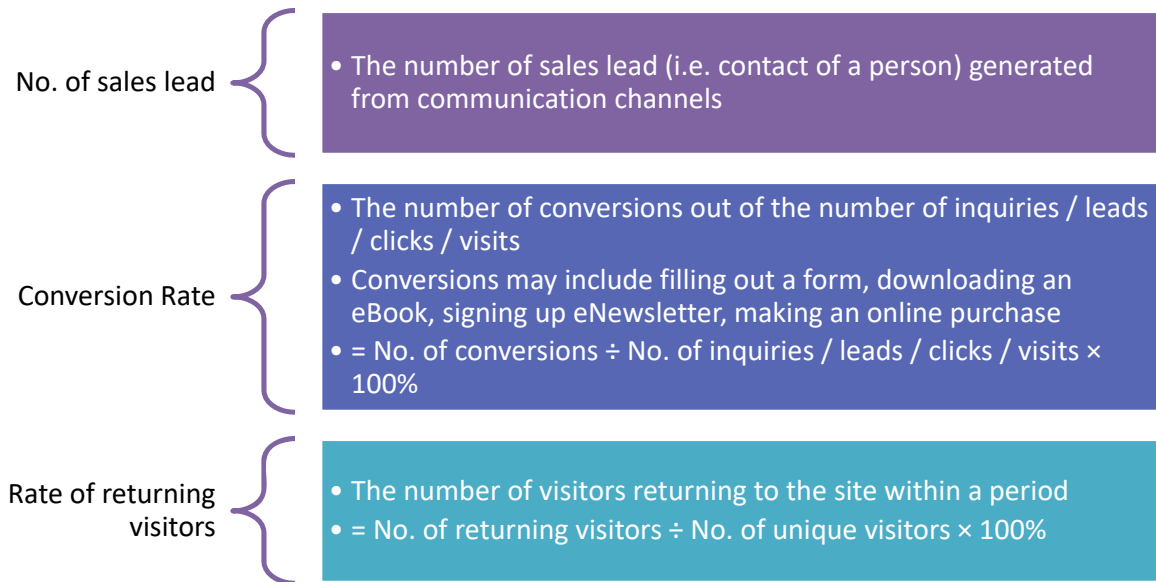 No. of sales lead
• The number of sales lead (i.e. contact of a person) generated
from communication channels
Conversion Rate
• The number of conversions out of the number of inquiries / leads
/ clicks / visits
• Conversions may include filling out a form, downloading an
eBook, signing up eNewsletter, making an online purchase
• = No. of conversions ÷ No. of inquiries / leads / clicks / visits ×
100%
Rate of returning
visitors
• The number of visitors returning to the site within a period
• = No. of returning visitors ÷ No. of unique visitors × 100%